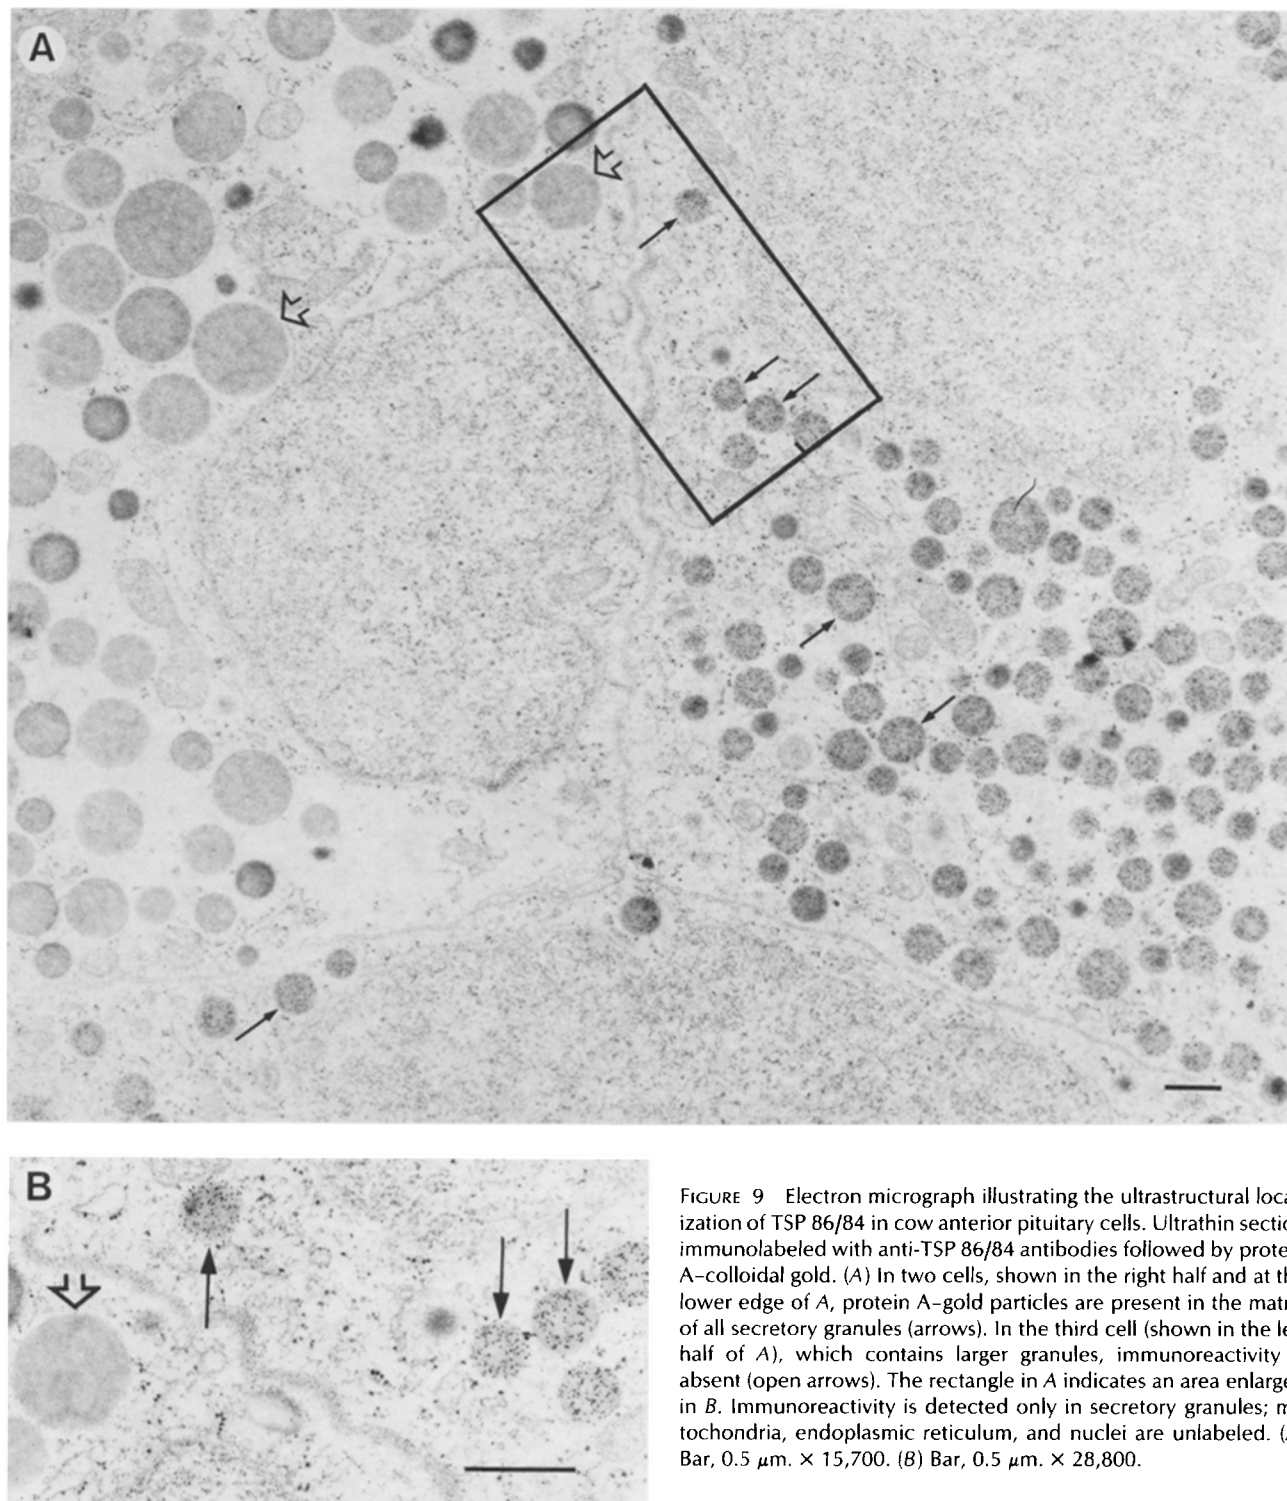 A
B
FIGURE 9 Electron micrograph illustrating the ultrastructural loca
ization of TSP 86/84 in cow anterior pituitary cells. Ultrathin sectio
immunolabeled with anti-TSP 86/84 antibodies followed by prote
A–colloidal gold. (A) In two cells, shown in the right half and at th
lower edge of A, protein A–gold particles are present in the matr
of all secretory granules (arrows). In the third cell (shown in the le
half of A), which contains larger granules, immunoreactivity
absent (open arrows). The rectangle in A indicates an area enlarge
in B. Immunoreactivity is detected only in secretory granules; m
tochondria, endoplasmic reticulum, and nuclei are unlabeled. (
Bar, 0.5 μm. × 15,700. (B) Bar, 0.5 μm. × 28,800.